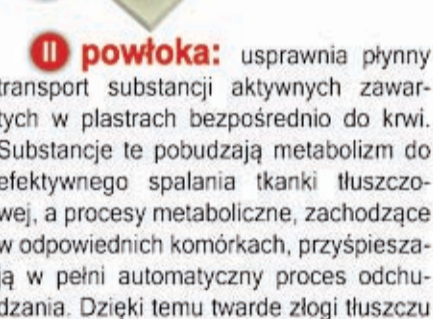 II powłoka: usprawnia płynny
transport substancji aktywnych zawar-
tych w plastrach bezpośrednio do krwi.
Substancje te pobudzają metabolizm do
efektywnego spalania tkanki tłuszczo-
wej, a procesy metaboliczne, zachodzące
w odpowiednich komórkach, przyśpiesza-
ją w pełni automatyczny proces odchu-
dzania. Dzięki temu twarde złogi tłuszczu